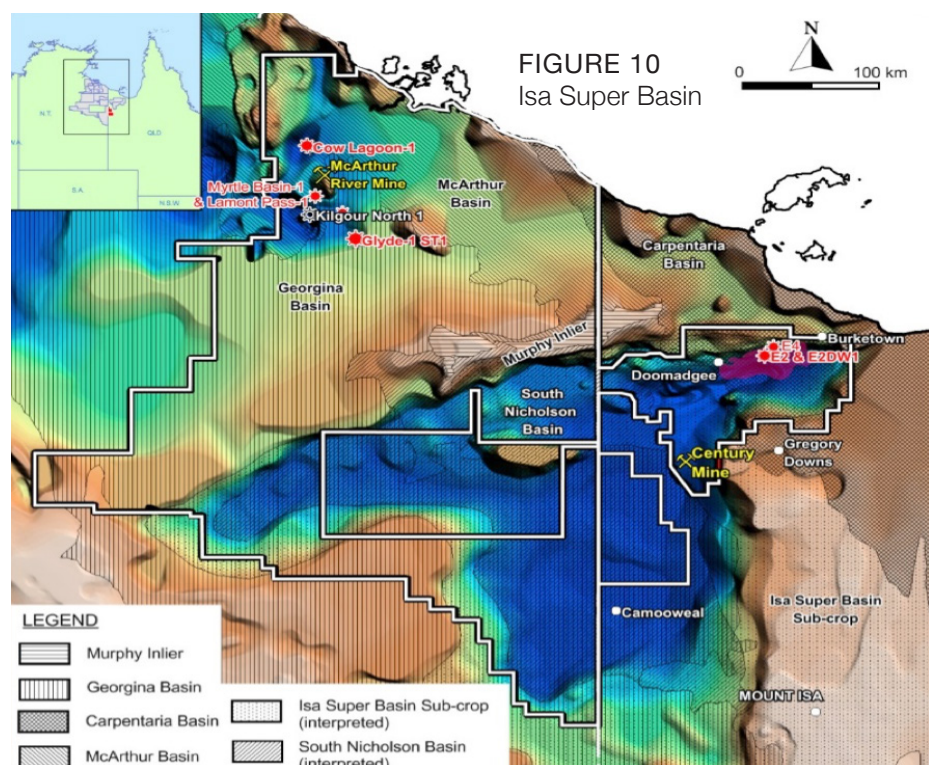 FIGURE 10
Isa Super Basin
N
0 100 km
N.T.
QLD
S.A.
N.S.W
Cow Lagoon-1
McArthur
River Mine
McArthur
Basin
Myrtle Basin-1
& Lamont Pass-1
Kilgour North 1
Glyde-1 ST1
Carpentaria
Basin
Georgina
Basin
Murphy Inlier
Burketown
E4
E2 & E2DW1
Doomadgee
South
Nicholson
Basin
Gregory
Downs
Century
Mine
Camooweal
Isa Super Basin
Sub-crop
MOUNT ISA
LEGEND
Murphy Inlier
Georgina Basin
Carpentaria Basin
McArthur Basin
Isa Super Basin Sub-crop
(interpreted)
South Nicholson Basin
(interpreted)